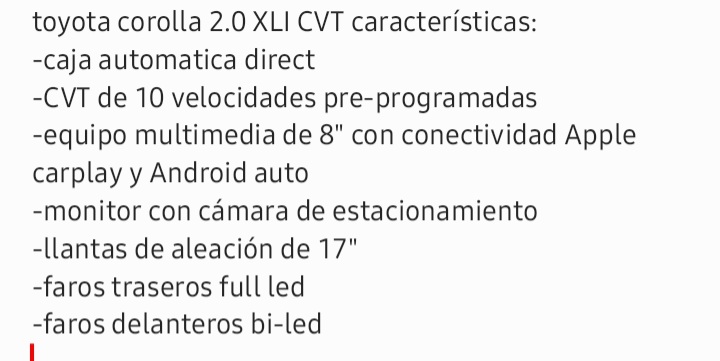 toyota corolla 2.0 XLI CVT características:
-caja automatica direct
-CVT de 10 velocidades pre-programadas
-equipo multimedia de 8" con conectividad Apple
carplay y Android auto
-monitor con cámara de estacionamiento
-llantas de aleación de 17"
-faros traseros full led
-faros delanteros bi-led